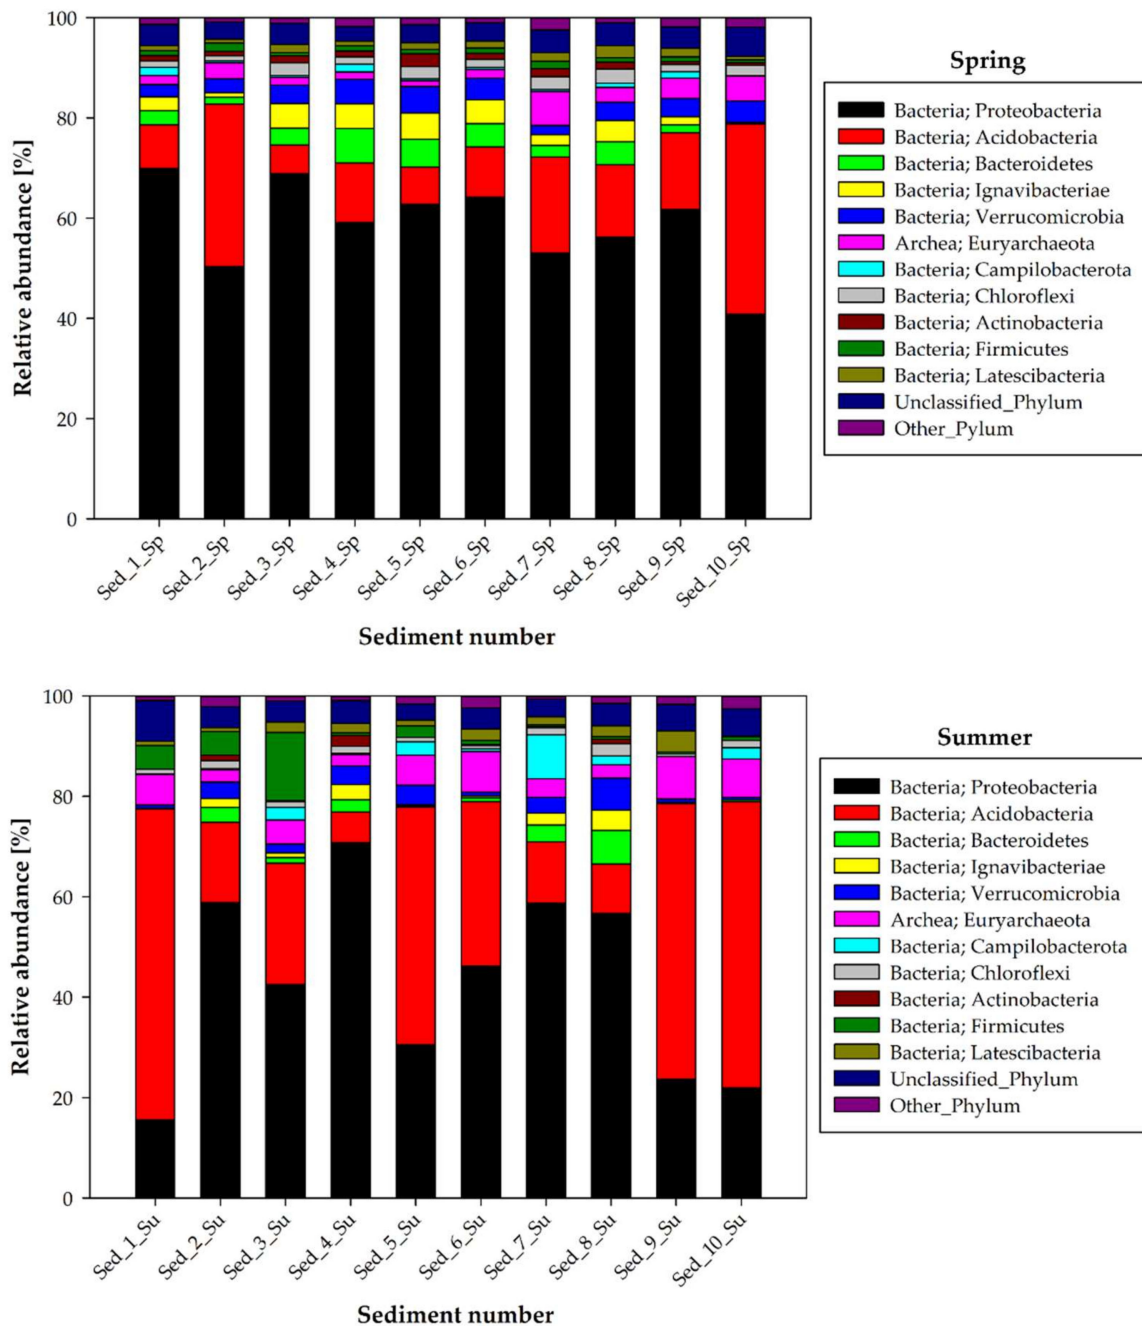 Relative abundance [%]
100
80
60
40
20
0
Sed_1_Sp
Sed_2_Sp
Sed_3_Sp
Sed_4_Sp
Sed_5_Sp
Sed_6_Sp
Sed_7_Sp
Sed_8_Sp
Sed_9_Sp
Sed_10_Sp
Sediment number
Spring
Bacteria; Proteobacteria
Bacteria; Acidobacteria
Bacteria; Bacteroidetes
Bacteria; Ignavibacteriae
Bacteria; Verrucomicrobia
Archea; Euryarchaeota
Bacteria; Campilobacterota
Bacteria; Chloroflexi
Bacteria; Actinobacteria
Bacteria; Firmicutes
Bacteria; Latescibacteria
Unclassified_Phylum
Other_Pylum
Relative abundance [%]
100
80
60
40
20
0
Sed_1_Su
Sed_2_Su
Sed_3_Su
Sed_4_Su
Sed_5_Su
Sed_6_Su
Sed_7_Su
Sed_8_Su
Sed_9_Su
Sed_10_Su
Sediment number
Summer
Bacteria; Proteobacteria
Bacteria; Acidobacteria
Bacteria; Bacteroidetes
Bacteria; Ignavibacteriae
Bacteria; Verrucomicrobia
Archea; Euryarchaeota
Bacteria; Campilobacterota
Bacteria; Chloroflexi
Bacteria; Actinobacteria
Bacteria; Firmicutes
Bacteria; Latescibacteria
Unclassified_Phylum
Other_Phylum